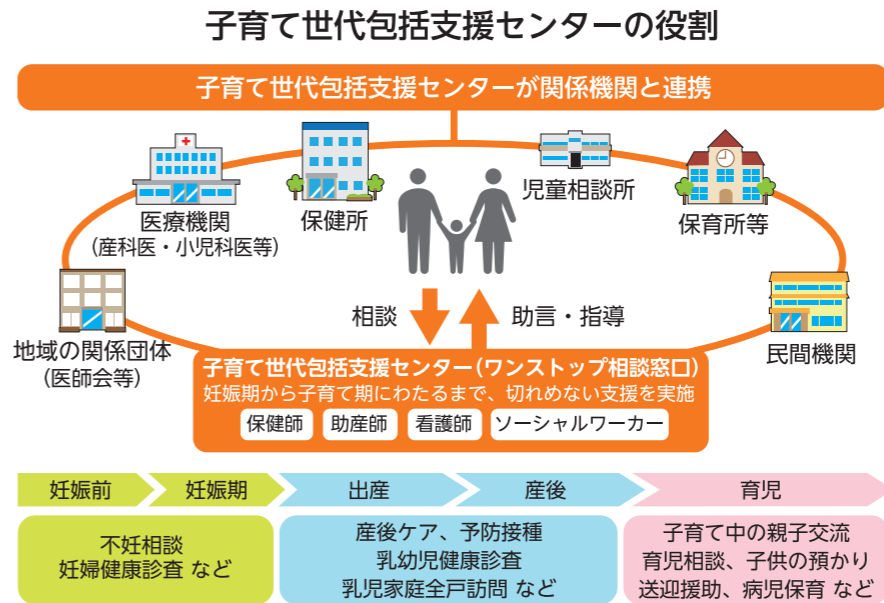 子育て世代包括支援センターの役割
子育て世代包括支援センターが関係機関と連携
医療機関
(産科医・小児科医等)
保健所
児童相談所
保育所等
地域の関係団体
(医師会等)
民間機関
相談
助言・指導
子育て世代包括支援センター(ワンストップ相談窓口)
妊娠期から子育て期にわたるまで、切れめない支援を実施
保健師 助産師 看護師 ソーシャルワーカー
妊娠前 妊娠期 出産 産後 育児
不妊相談
妊婦健康診査 など
産後ケア、予防接種
乳幼児健康診査
乳児家庭全戸訪問 など
子育て中の親子交流
育児相談、子供の預かり
送迎援助、病児保育 など